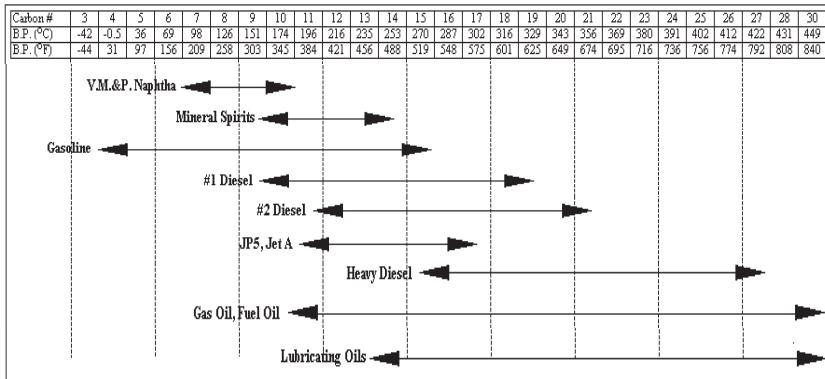 Carbon # 3 4 5 6 7 8 9 10 11 12 13 14 15 16 17 18 19 20 21 22 23 24 25 26 27 28 30
B.P. (⁰C) -42 -0.5 36 69 98 126 151 174 196 216 235 253 270 287 302 316 329 343 356 369 380 391 402 412 422 431 449
B.P. (⁰F) -44 31 97 156 209 258 303 345 384 421 456 488 519 548 575 601 625 649 674 695 716 736 756 774 792 808 840
V.M.&P. Naphtha
Mineral Spirits
Gasoline
#1 Diesel
#2 Diesel
JP5, Jet A
Heavy Diesel
Gas Oil, Fuel Oil
Lubricating Oils